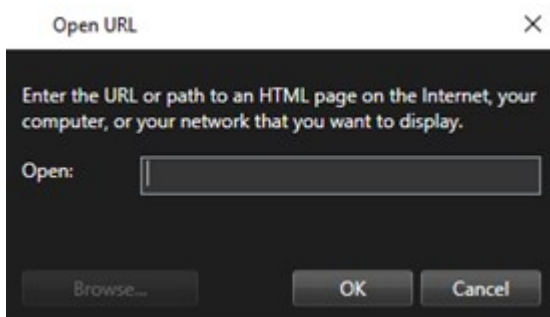 Open URL
Enter the URL or path to an HTML page on the Internet, your
computer, or your network that you want to display.
Open:
Browse...
OK
Cancel